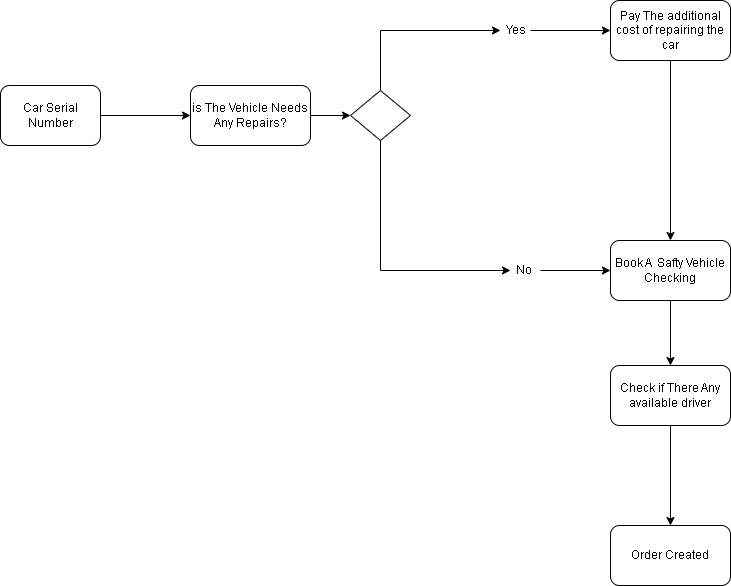 Car Serial
Number
is The Vehicle Needs
Any Repairs?
Yes
Pay The additional
cost of repairing the
car
No
Book A Safty Vehicle
Checking
Check if There Any
available driver
Order Created